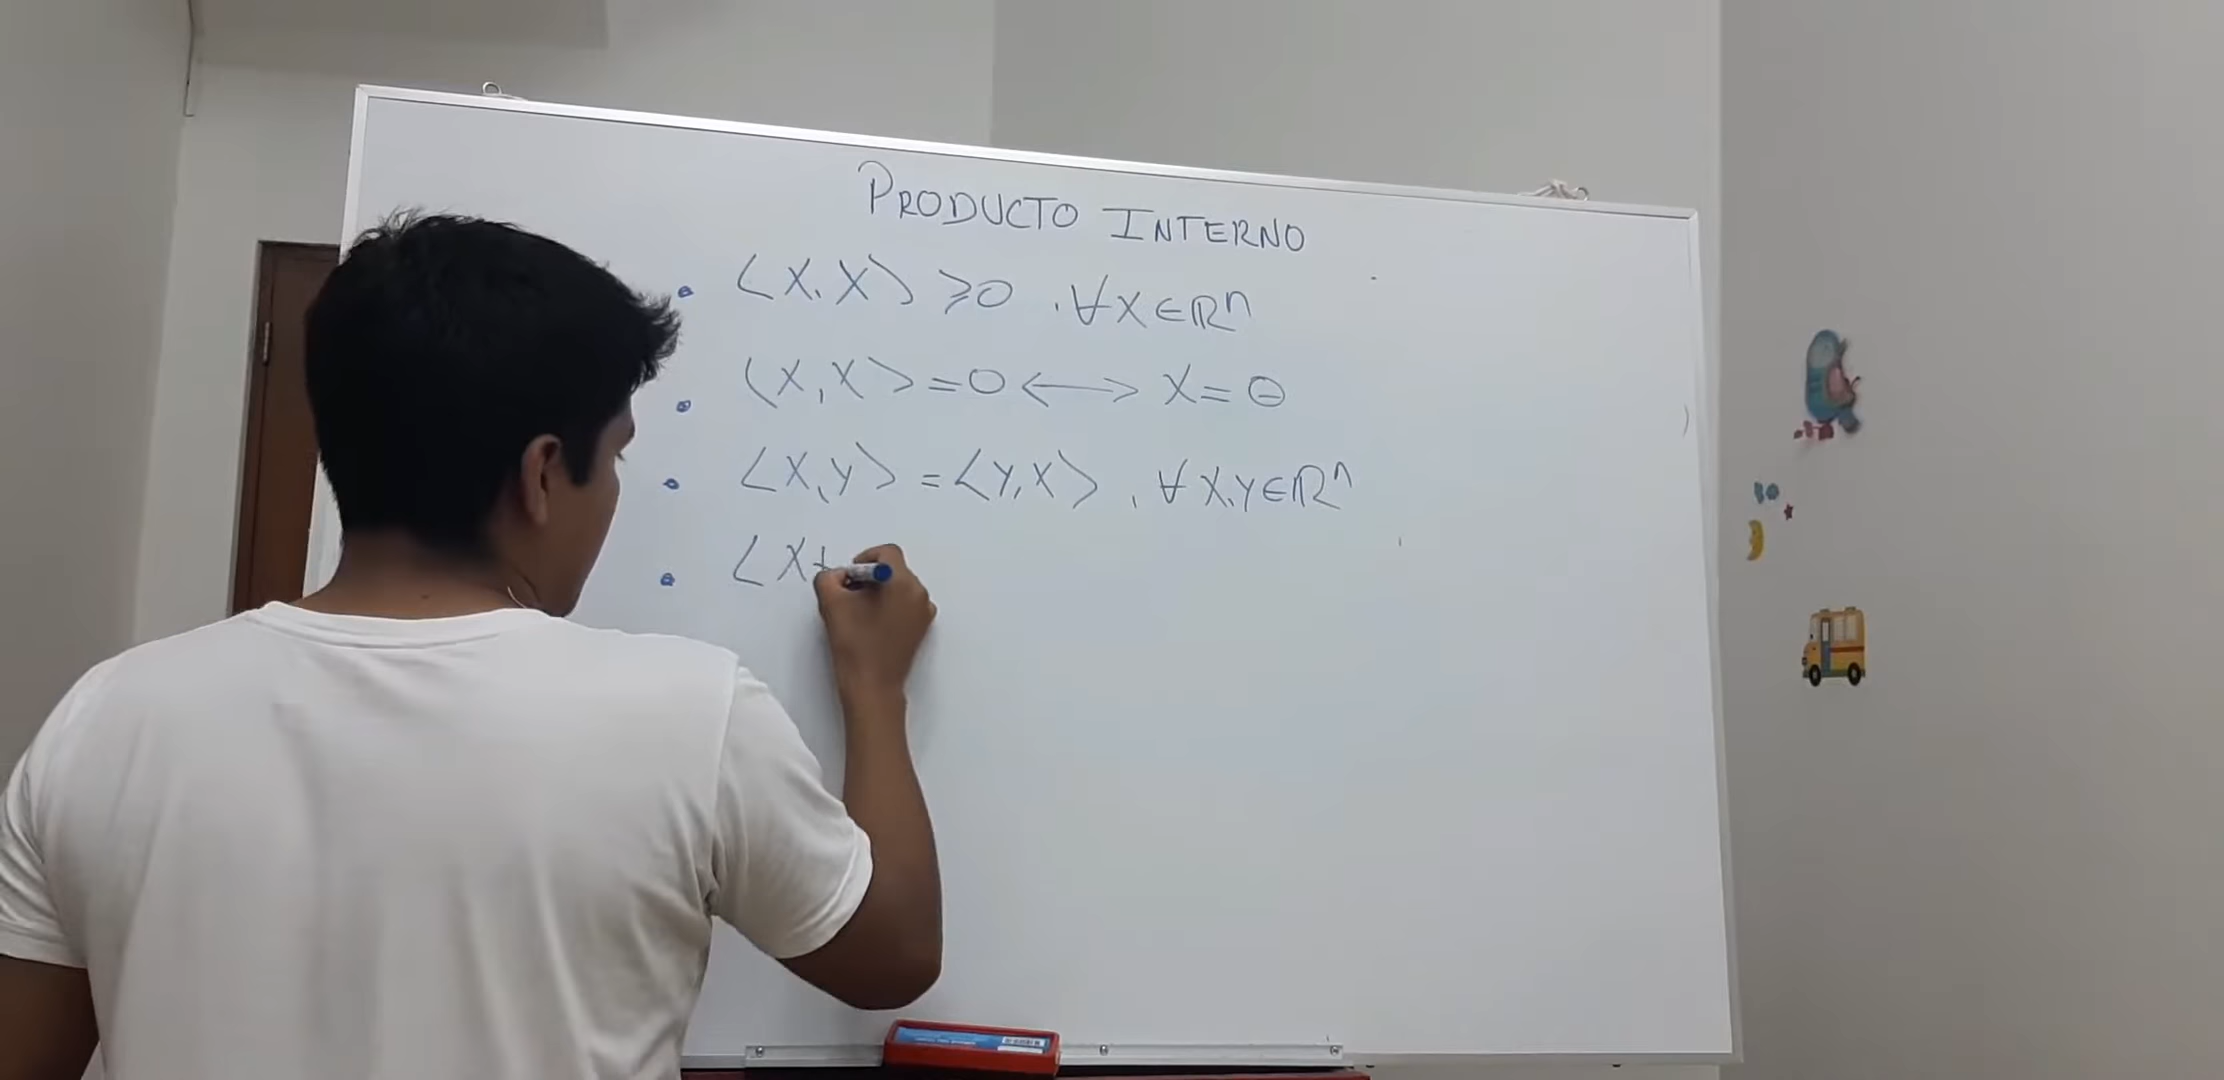 PRODUCTO INTERNO
• ⟨X,X⟩ ≥0 , ∀X∈ℝⁿ
• ⟨X,X⟩=0 ⟷ X=Θ
• ⟨X,Y⟩ = ⟨Y,X⟩ , ∀X,Y∈ℝⁿ
• ⟨X+